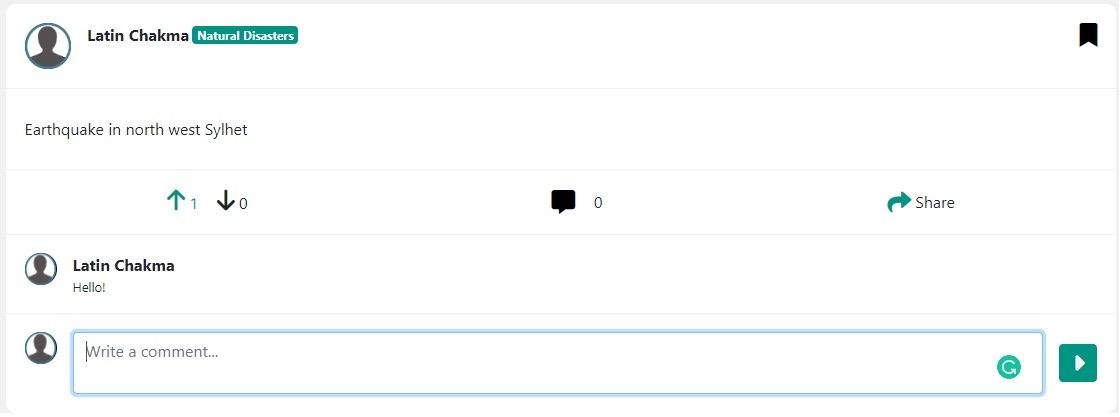 Latin Chakma Natural Disasters
Earthquake in north west Sylhet
1 0 0 Share
Latin Chakma
Hello!
Write a comment...